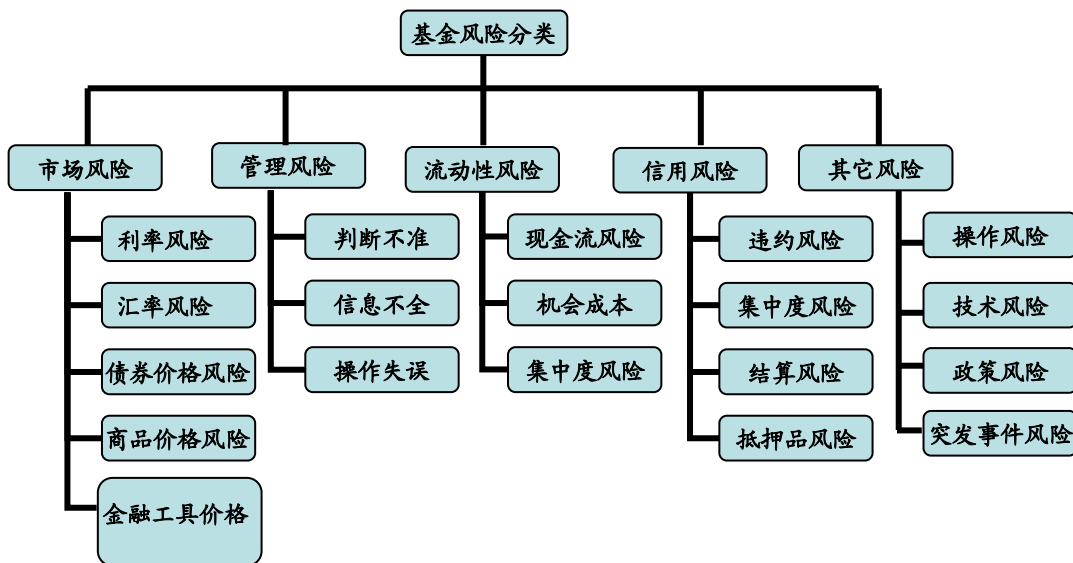 基金风险分类
市场风险
利率风险
汇率风险
债券价格风险
商品价格风险
金融工具价格
管理风险
判断不准
信息不全
操作失误
流动性风险
现金流风险
机会成本
集中度风险
信用风险
违约风险
集中度风险
结算风险
抵押品风险
其它风险
操作风险
技术风险
政策风险
突发事件风险